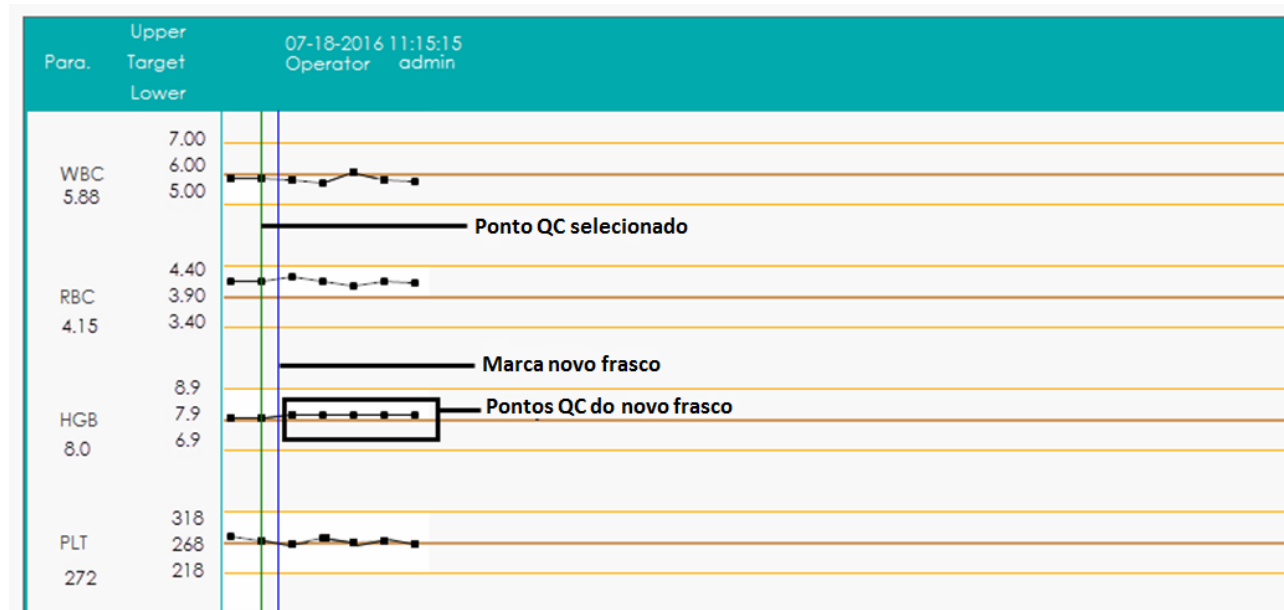 Upper
07-18-2016 11:15:15
Para. Target Operator admin
Lower
7.00
WBC 6.00
5.88 5.00
Ponto QC selecionado
4.40
RBC 3.90
4.15 3.40
Marca novo frasco
8.9
Pontos QC do novo frasco
HGB 7.9
8.0 6.9
318
PLT 268
272 218